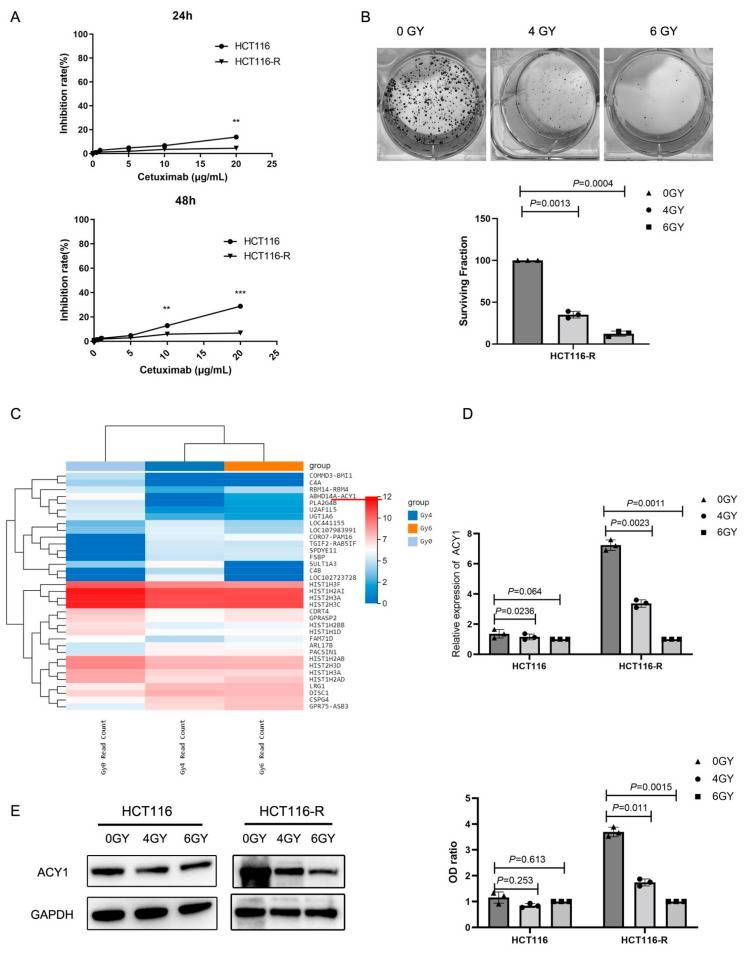 A
24h
Inhibition rate(%)
100
80
60
40
20
0
HCT116
HCT116-R
**
0
5
10
15
20
25
Cetuximab (µg/mL)
48h
Inhibition rate(%)
100
80
60
40
20
0
HCT116
HCT116-R
**
***
0
5
10
15
20
25
Cetuximab (µg/mL)
B
0 GY
4 GY
6 GY
P=0.0004
P=0.0013
0GY
4GY
6GY
Surviving Fraction
150
100
50
0
HCT116-R
C
group
COMMD3-BMI1
C4A
RBM14-RBM4
ABHD14A-ACY1
PLA2G4B
U2AF1L5
UGT1A6
LOC441155
LOC107983991
CORO7-PAM16
TGIF2-RAB5IF
SPDYE11
FSBP
SULT1A3
C4B
LOC102723728
HIST1H3F
HIST1H2AI
HIST2H3A
HIST2H3C
CDRT4
GPRASP2
HIST1H2BB
HIST1H1D
FAM71D
ARL17B
PACSIN1
HIST1H2AB
HIST2H3D
HIST1H3A
HIST1H2AD
LRG1
DISC1
CSPG4
GPR75-ASB3
12
10
8
7
5
3
2
0
group
Gy4
Gy6
Gy0
Gy0 Read Count
Gy4 Read Count
Gy6 Read Count
D
0GY
4GY
6GY
P=0.0011
P=0.0023
P=0.064
P=0.0236
Relative expression of ACY1
8
6
4
2
0
HCT116
HCT116-R
E
HCT116
HCT116-R
0GY
4GY
6GY
0GY
4GY
6GY
ACY1
GAPDH
0GY
4GY
6GY
P=0.0015
P=0.011
P=0.613
P=0.253
OD ratio
5
4
3
2
1
0
HCT116
HCT116-R